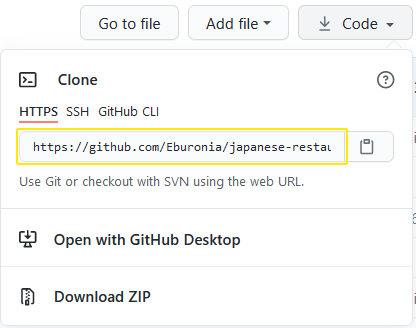 Go to file Add file Code
Clone
HTTPS SSH GitHub CLI
https://github.com/Eburonia/japanese-restau
Use Git or checkout with SVN using the web URL.
Open with GitHub Desktop
Download ZIP